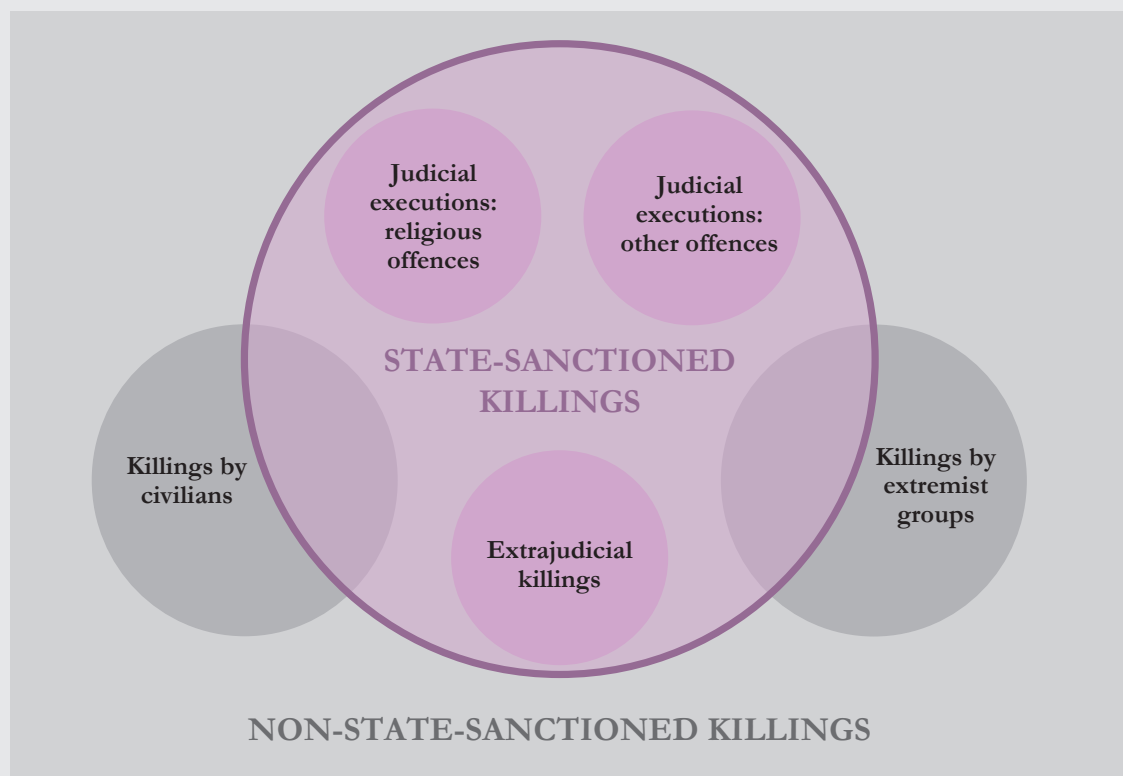 Judicial
executions:
religious
offences
Judicial
executions:
other offences
STATE-SANCTIONED
KILLINGS
Killings by
civilians
Killings by
extremist
groups
Extrajudicial
killings
NON-STATE-SANCTIONED KILLINGS